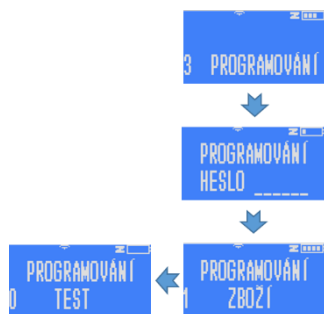 3 PROGRAMOVÁNÍ
PROGRAMOVÁNÍ
HESLO ______
PROGRAMOVÁNÍ
1 ZBOŽÍ
PROGRAMOVÁNÍ
0 TEST